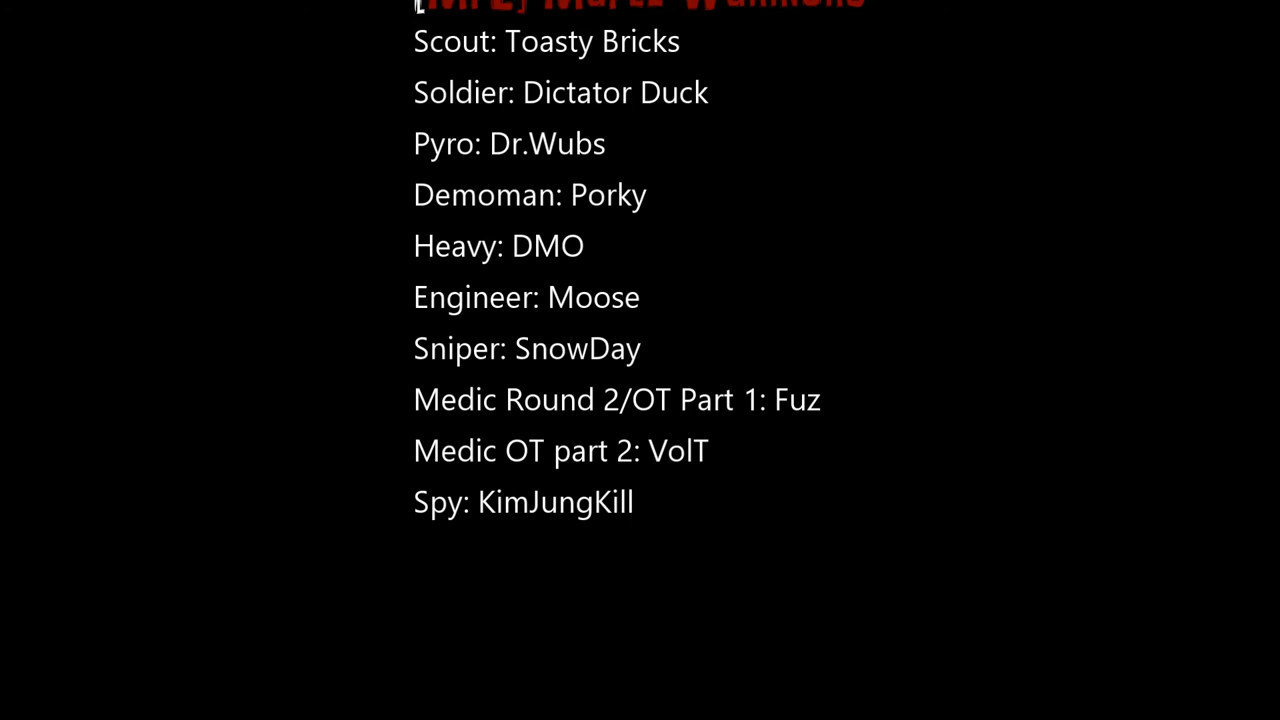 Scout: Toasty Bricks
Soldier: Dictator Duck
Pyro: Dr.Wubs
Demoman: Porky
Heavy: DMO
Engineer: Moose
Sniper: SnowDay
Medic Round 2/OT Part 1: Fuz
Medic OT part 2: VolT
Spy: KimJungKill